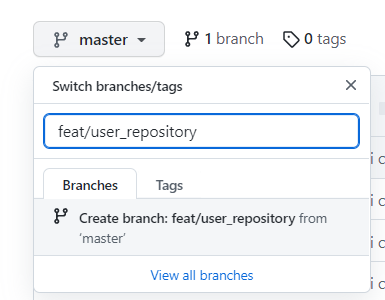 master
1 branch
0 tags
Switch branches/tags
feat/user_repository
Branches
Tags
Create branch: feat/user_repository from
'master'
View all branches